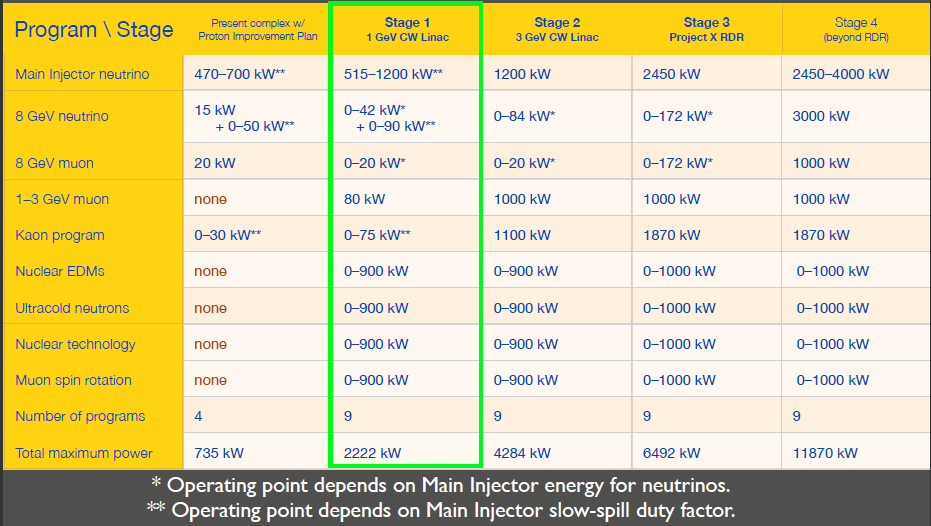 Program \ Stage
Present complex w/
Proton Improvement Plan
Stage 1
1 GeV CW Linac
Stage 2
3 GeV CW Linac
Stage 3
Project X RDR
Stage 4
(beyond RDR)
Main Injector neutrino 470–700 kW** 515–1200 kW** 1200 kW 2450 kW 2450–4000 kW
8 GeV neutrino
15 kW
+ 0–50 kW**
0–42 kW*
+ 0–90 kW**
0–84 kW*
0–172 kW*
3000 kW
8 GeV muon 20 kW 0–20 kW* 0–20 kW* 0–172 kW* 1000 kW
1–3 GeV muon none 80 kW 1000 kW 1000 kW 1000 kW
Kaon program 0–30 kW** 0–75 kW** 1100 kW 1870 kW 1870 kW
Nuclear EDMs none 0–900 kW 0–900 kW 0–1000 kW 0–1000 kW
Ultracold neutrons none 0–900 kW 0–900 kW 0–1000 kW 0–1000 kW
Nuclear technology none 0–900 kW 0–900 kW 0–1000 kW 0–1000 kW
Muon spin rotation none 0–900 kW 0–900 kW 0–1000 kW 0–1000 kW
Number of programs 4 9 9 9 9
Total maximum power 735 kW 2222 kW 4284 kW 6492 kW 11870 kW
* Operating point depends on Main Injector energy for neutrinos.
** Operating point depends on Main Injector slow-spill duty factor.